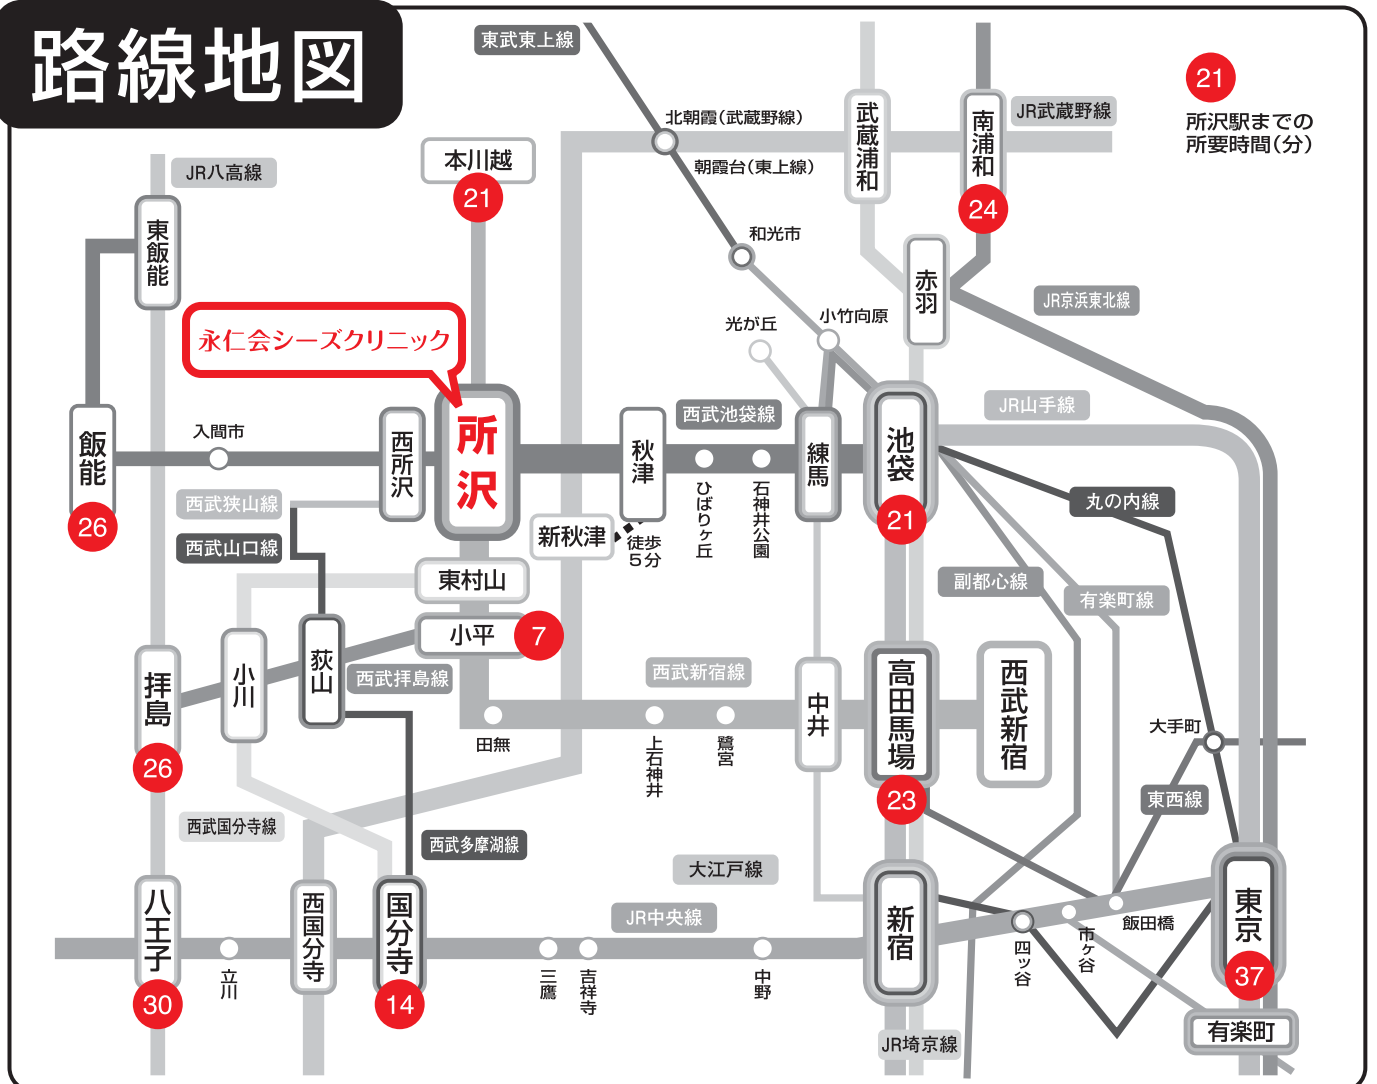 路線地図
東武東上線
21
所沢駅までの
所要時間(分)
北朝霞(武蔵野線)
朝霞台(東上線)
武蔵浦和
南浦和
24
JR武蔵野線
JR八高線
本川越
21
東飯能
和光市
赤羽
JR京浜東北線
永仁会シーズクリニック
光が丘
小竹向原
飯能
26
入間市
西所沢
所沢
秋津
西武池袋線
ひばりヶ丘
石神井公園
練馬
池袋
21
JR山手線
丸の内線
西武狭山線
西武山口線
新秋津
徒歩
5分
東村山
副都心線
有楽町線
小平
7
拝島
26
小川
荻山
西武拝島線
西武新宿線
田無
上石神井
鷺宮
中井
高田馬場
23
西武新宿
大手町
東西線
西武国分寺線
西武多摩湖線
大江戸線
JR中央線
八王子
30
立川
西国分寺
国分寺
14
三鷹
吉祥寺
中野
新宿
四ッ谷
市ヶ谷
飯田橋
東京
37
有楽町
JR埼京線